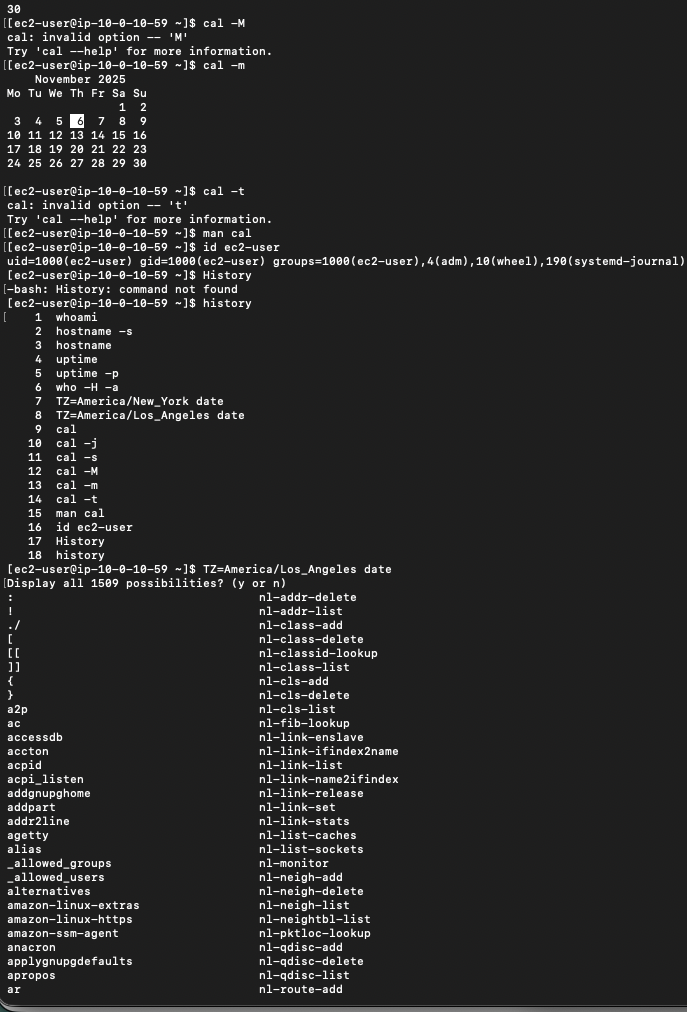 30
[[ec2-user@ip-10-0-10-59 ~]$ cal -M
cal: invalid option -- 'M'
Try 'cal --help' for more information.
[[ec2-user@ip-10-0-10-59 ~]$ cal -m
    November 2025
Mo Tu We Th Fr Sa Su
                1  2
 3  4  5  6  7  8  9
10 11 12 13 14 15 16
17 18 19 20 21 22 23
24 25 26 27 28 29 30
[[ec2-user@ip-10-0-10-59 ~]$ cal -t
cal: invalid option -- 't'
Try 'cal --help' for more information.
[[ec2-user@ip-10-0-10-59 ~]$ man cal
[[ec2-user@ip-10-0-10-59 ~]$ id ec2-user
uid=1000(ec2-user) gid=1000(ec2-user) groups=1000(ec2-user),4(adm),10(wheel),190(systemd-journal)
[ec2-user@ip-10-0-10-59 ~]$ History
[-bash: History: command not found
[ec2-user@ip-10-0-10-59 ~]$ history
[    1  whoami
    2  hostname -s
    3  hostname
    4  uptime
    5  uptime -p
    6  who -H -a
    7  TZ=America/New_York date
    8  TZ=America/Los_Angeles date
    9  cal
   10  cal -j
   11  cal -s
   12  cal -M
   13  cal -m
   14  cal -t
   15  man cal
   16  id ec2-user
   17  History
   18  history
[ec2-user@ip-10-0-10-59 ~]$ TZ=America/Los_Angeles date
[Display all 1509 possibilities? (y or n)
:                                   nl-addr-delete
!                                   nl-addr-list
./                                  nl-class-add
[                                   nl-class-delete
[[                                  nl-classid-lookup
]]                                  nl-class-list
{                                   nl-cls-add
}                                   nl-cls-delete
a2p                                 nl-cls-list
ac                                  nl-fib-lookup
accessdb                            nl-link-enslave
accton                              nl-link-ifindex2name
acpid                               nl-link-list
acpi_listen                         nl-link-name2ifindex
addgnupghome                        nl-link-release
addpart                             nl-link-set
addr2line                           nl-link-stats
agetty                              nl-list-caches
alias                               nl-list-sockets
_allowed_groups                     nl-monitor
_allowed_users                      nl-neigh-add
alternatives                        nl-neigh-delete
amazon-linux-extras                 nl-neigh-list
amazon-linux-https                  nl-neightbl-list
amazon-ssm-agent                    nl-pktloc-lookup
anacron                             nl-qdisc-add
applygnupgdefaults                  nl-qdisc-delete
apropos                             nl-qdisc-list
ar                                  nl-route-add